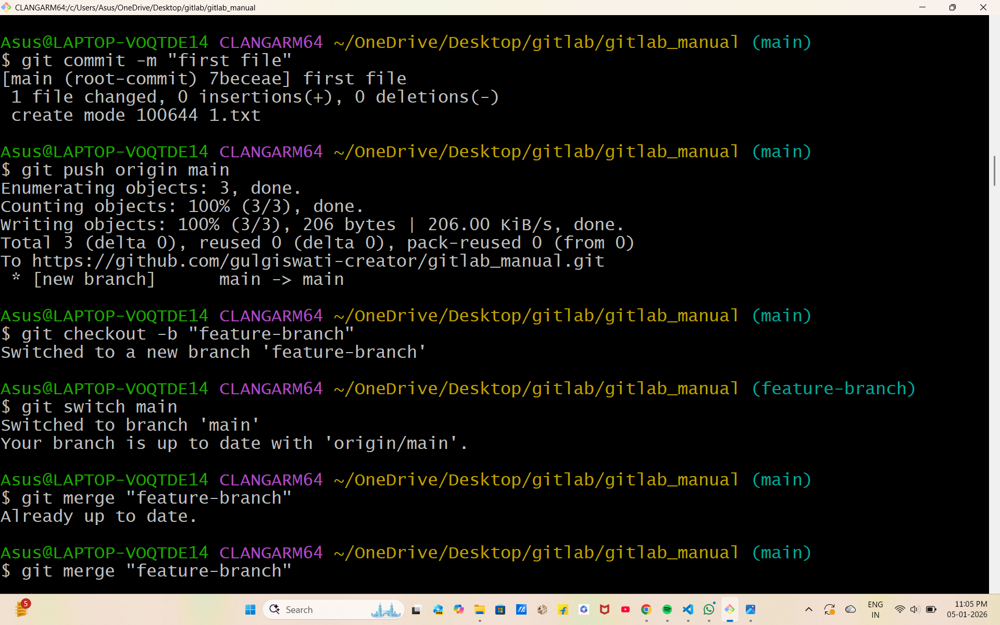 CLANGARM64:/c/Users/Asus/OneDrive/Desktop/gitlab/gitlab_manual
Asus@LAPTOP-VOQTDE14 CLANGARM64 ~/OneDrive/Desktop/gitlab/gitlab_manual (main)
$ git commit -m "first file"
[main (root-commit) 7beceae] first file
 1 file changed, 0 insertions(+), 0 deletions(-)
 create mode 100644 1.txt
Asus@LAPTOP-VOQTDE14 CLANGARM64 ~/OneDrive/Desktop/gitlab/gitlab_manual (main)
$ git push origin main
Enumerating objects: 3, done.
Counting objects: 100% (3/3), done.
Writing objects: 100% (3/3), 206 bytes | 206.00 KiB/s, done.
Total 3 (delta 0), reused 0 (delta 0), pack-reused 0 (from 0)
To https://github.com/gulgiswati-creator/gitlab_manual.git
 * [new branch]      main -> main
Asus@LAPTOP-VOQTDE14 CLANGARM64 ~/OneDrive/Desktop/gitlab/gitlab_manual (main)
$ git checkout -b "feature-branch"
Switched to a new branch 'feature-branch'
Asus@LAPTOP-VOQTDE14 CLANGARM64 ~/OneDrive/Desktop/gitlab/gitlab_manual (feature-branch)
$ git switch main
Switched to branch 'main'
Your branch is up to date with 'origin/main'.
Asus@LAPTOP-VOQTDE14 CLANGARM64 ~/OneDrive/Desktop/gitlab/gitlab_manual (main)
$ git merge "feature-branch"
Already up to date.
Asus@LAPTOP-VOQTDE14 CLANGARM64 ~/OneDrive/Desktop/gitlab/gitlab_manual (main)
$ git merge "feature-branch"
5
Search
PRE
ENG
IN
11:05 PM
05-01-2026